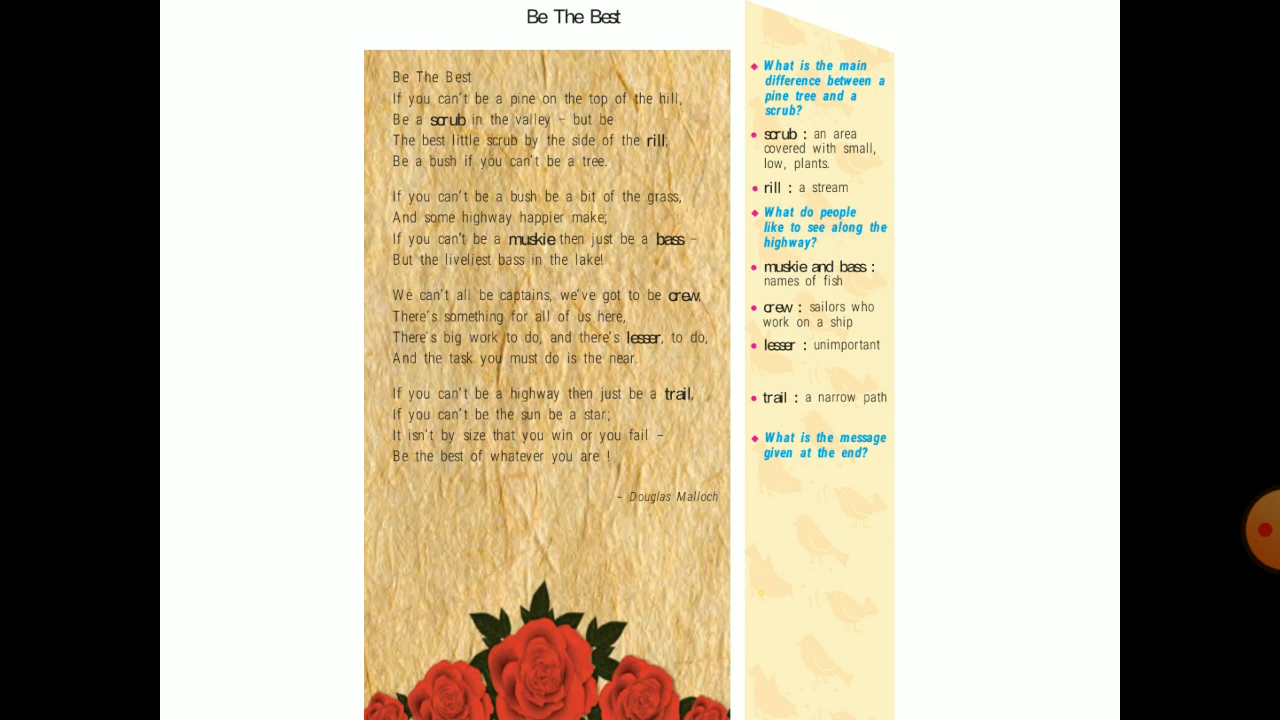 Be The Best
Be The Best
If you can't be a pine on the top of the hill,
Be a scrub in the valley – but be
The best little scrub by the side of the rill;
Be a bush if you can't be a tree.
If you can't be a bush be a bit of the grass,
And some highway happier make;
If you can't be a muskie then just be a bass –
But the liveliest bass in the lake!
We can't all be captains, we've got to be crew,
There's something for all of us here,
There's big work to do, and there's lesser, to do,
And the task you must do is the near.
If you can't be a highway then just be a trail,
If you can't be the sun be a star;
It isn't by size that you win or you fail –
Be the best of whatever you are !
– Douglas Malloch
What is the main
difference between a
pine tree and a
scrub?
scrub : an area
covered with small,
low, plants.
rill : a stream
What do people
like to see along the
highway?
muskie and bass :
names of fish
crew : sailors who
work on a ship
lesser : unimportant
trail : a narrow path
What is the message
given at the end?